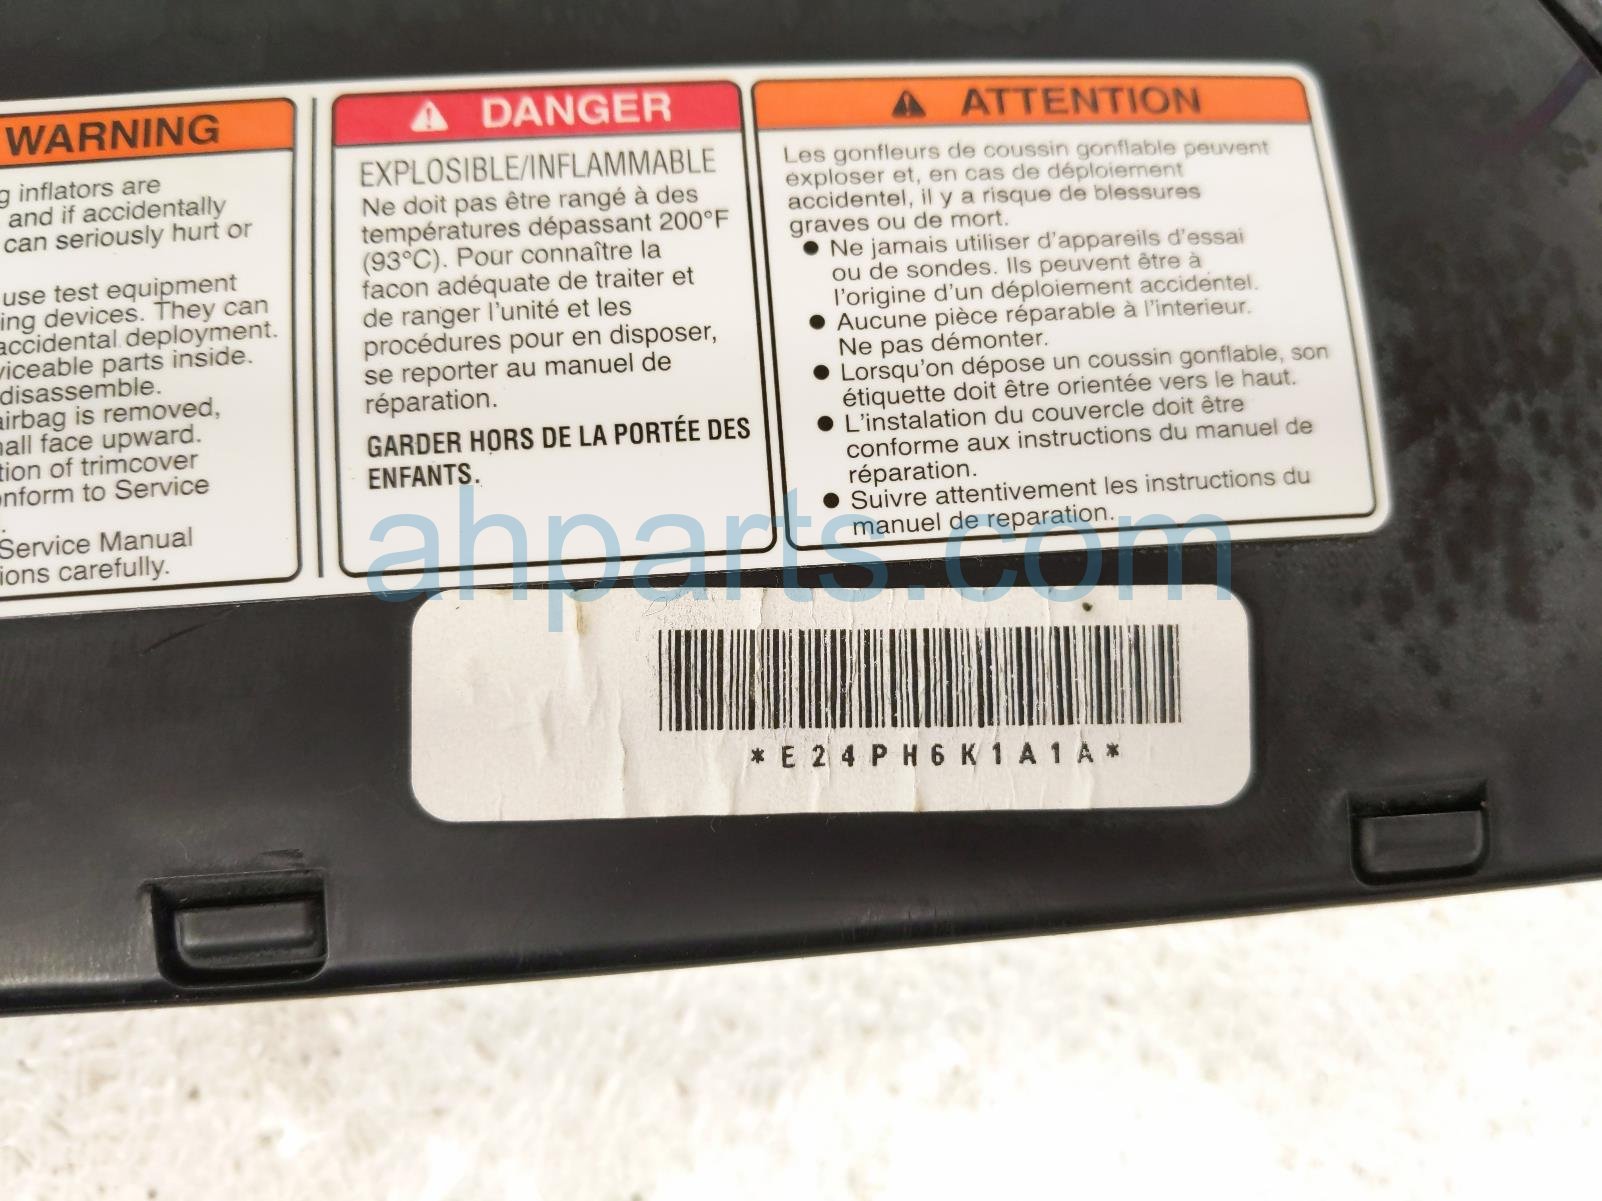 WARNING
inflators are
and if accidentally
can seriously hurt or
use test equipment
devices. They can
accidental deployment.
parts inside.
disassemble.
airbag is removed,
face upward.
of trimcover
to Service
Service Manual
carefully.
DANGER
EXPLOSIBLE/INFLAMMABLE
Ne doit pas être rangé à des
températures dépassant 200°F
(93°C). Pour connaître la
facon adéquate de traiter et
de ranger l'unité et les
procédures pour en disposer,
se reporter au manuel de
réparation.
GARDER HORS DE LA PORTÉE DES
ENFANTS.
ATTENTION
Les gonfleurs de coussin gonflable peuvent
exploser et, en cas de déploiement
accidentel, il y a risque de blessures
graves ou de mort.
● Ne jamais utiliser d'appareils d'essai
ou de sondes. Ils peuvent être à
l'origine d'un déploiement accidentel.
● Aucune pièce réparable à l'interieur.
Ne pas démonter.
● Lorsqu'on dépose un coussin gonflable, son
étiquette doit être orientée vers le haut.
● L'instalation du couvercle doit être
conforme aux instructions du manuel de
réparation.
● Suivre attentivement les instructions du
manuel de reparation.
ahparts.com
*E24PH6K1A1A*